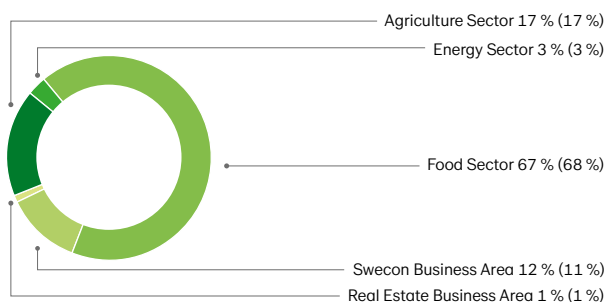 Agriculture Sector 17 % (17 %)
Energy Sector 3 % (3 %)
Food Sector 67 % (68 %)
Swecon Business Area 12 % (11 %)
Real Estate Business Area 1 % (1 %)